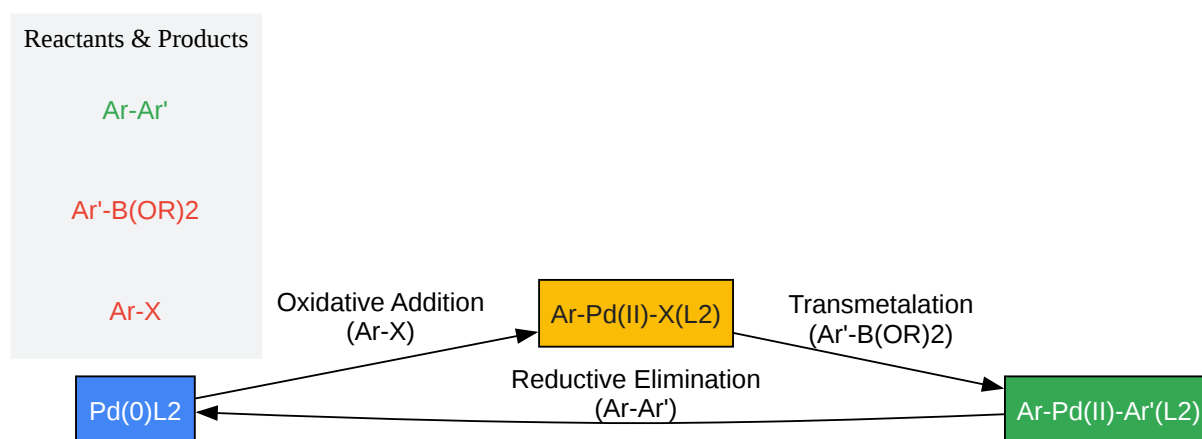 Reactants & Products
Ar-Ar'
Ar'-B(OR)2
Ar-X
Oxidative Addition
(Ar-X)
Ar-Pd(II)-X(L2)
Transmetalation
(Ar'-B(OR)2)
Reductive Elimination
(Ar-Ar')
Pd(0)L2
Ar-Pd(II)-Ar'(L2)